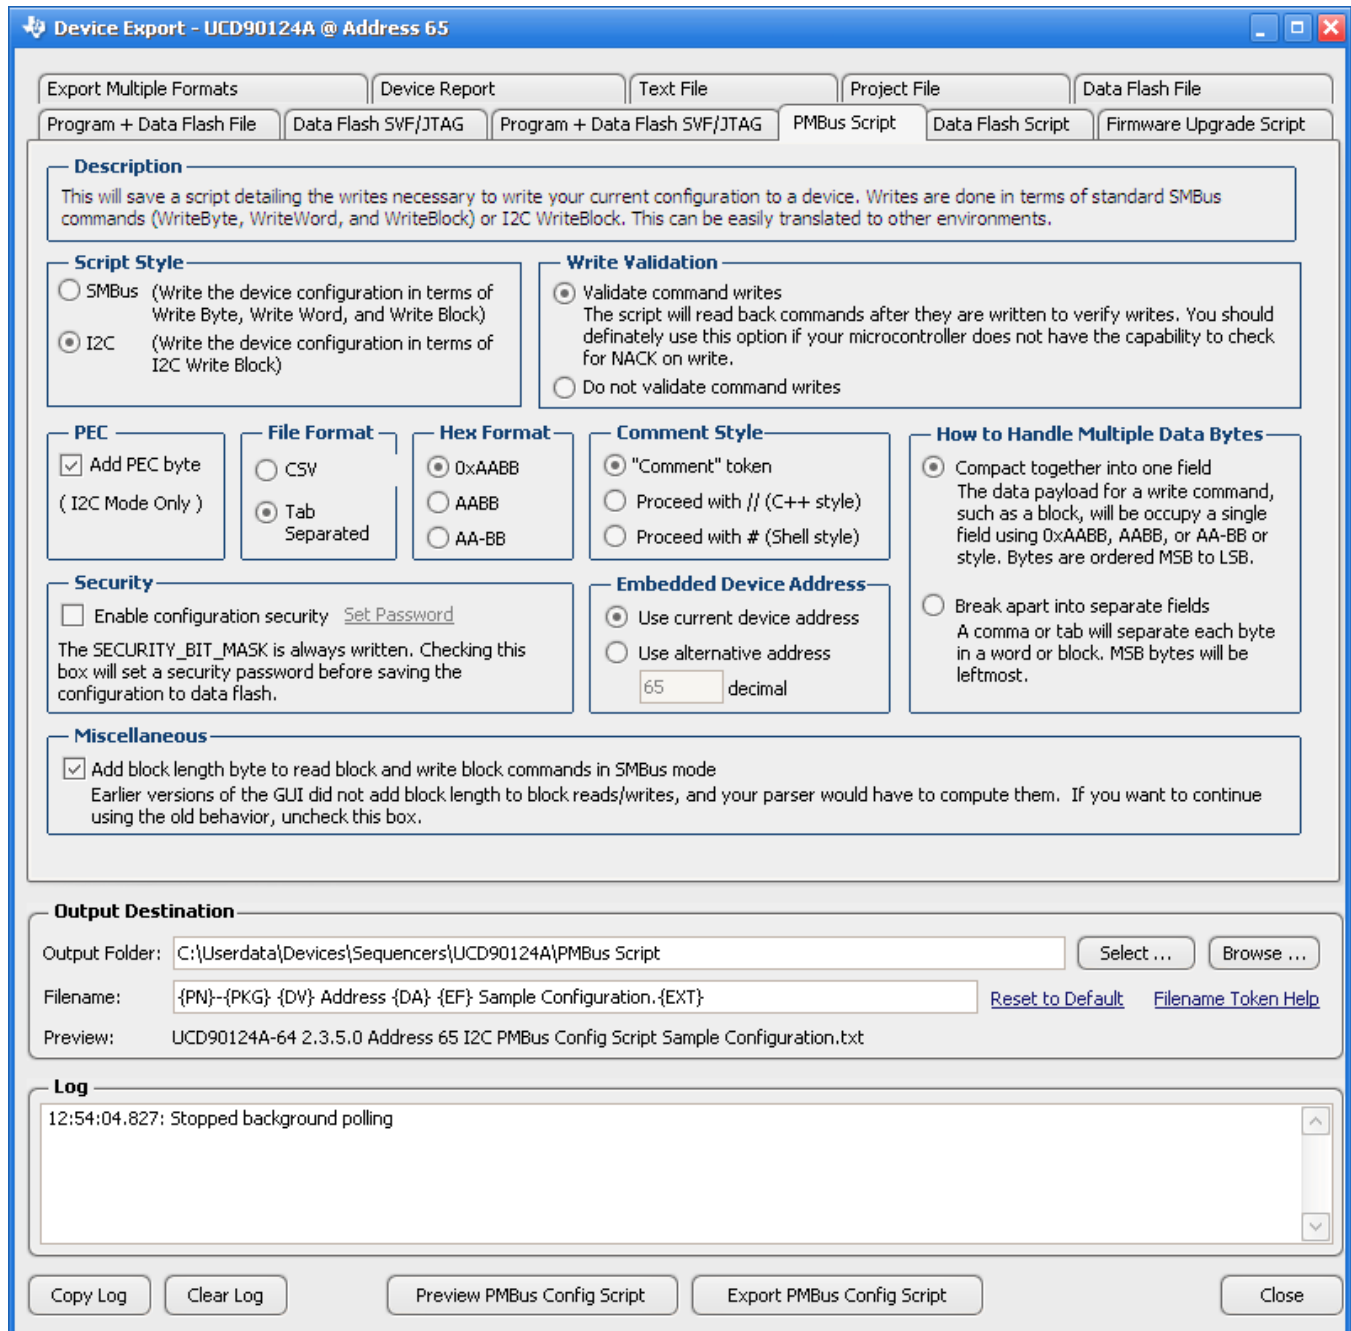 Device Export - UCD90124A @ Address 65
Export Multiple Formats Device Report Text File Project File Data Flash File
Program + Data Flash File Data Flash SVF/JTAG Program + Data Flash SVF/JTAG PMBus Script Data Flash Script Firmware Upgrade Script
Description
This will save a script detailing the writes necessary to write your current configuration to a device. Writes are done in terms of standard SMBus
commands (WriteByte, WriteWord, and WriteBlock) or I2C WriteBlock. This can be easily translated to other environments.
Script Style
SMBus (Write the device configuration in terms of
Write Byte, Write Word, and Write Block)
I2C (Write the device configuration in terms of
I2C Write Block)
Write Validation
Validate command writes
The script will read back commands after they are written to verify writes. You should
definately use this option if your microcontroller does not have the capability to check
for NACK on write.
Do not validate command writes
PEC
Add PEC byte
( I2C Mode Only )
File Format
CSV
Tab
Separated
Hex Format
0xAABB
AABB
AA-BB
Comment Style
"Comment" token
Proceed with // (C++ style)
Proceed with # (Shell style)
How to Handle Multiple Data Bytes
Compact together into one field
The data payload for a write command,
such as a block, will be occupy a single
field using 0xAABB, AABB, or AA-BB or
style. Bytes are ordered MSB to LSB.
Break apart into separate fields
A comma or tab will separate each byte
in a word or block. MSB bytes will be
leftmost.
Security
Enable configuration security Set Password
The SECURITY_BIT_MASK is always written. Checking this
box will set a security password before saving the
configuration to data flash.
Embedded Device Address
Use current device address
Use alternative address
65 decimal
Miscellaneous
Add block length byte to read block and write block commands in SMBus mode
Earlier versions of the GUI did not add block length to block reads/writes, and your parser would have to compute them. If you want to continue
using the old behavior, uncheck this box.
Output Destination
Output Folder: C:\Userdata\Devices\Sequencers\UCD90124A\PMBus Script Select ... Browse ...
Filename: {PN}-{PKG} {DV} Address {DA} {EF} Sample Configuration.{EXT} Reset to Default Filename Token Help
Preview: UCD90124A-64 2.3.5.0 Address 65 I2C PMBus Config Script Sample Configuration.txt
Log
12:54:04.827: Stopped background polling
Copy Log Clear Log Preview PMBus Config Script Export PMBus Config Script Close